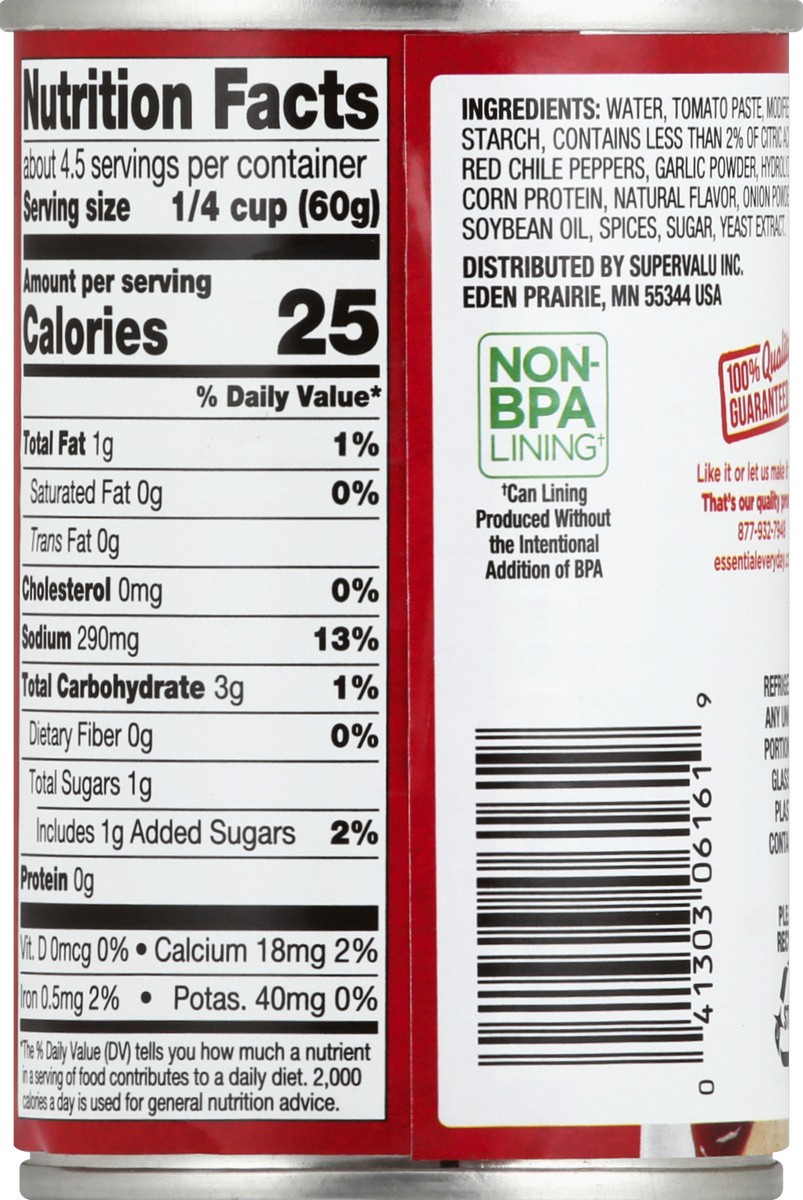 Nutrition Facts
about 4.5 servings per container
Serving size 1/4 cup (60g)
Amount per serving
Calories 25
% Daily Value*
Total Fat 1g 1%
Saturated Fat 0g 0%
Trans Fat 0g
Cholesterol 0mg 0%
Sodium 290mg 13%
Total Carbohydrate 3g 1%
Dietary Fiber 0g 0%
Total Sugars 1g
Includes 1g Added Sugars 2%
Protein 0g
Vit. D 0mcg 0% • Calcium 18mg 2%
Iron 0.5mg 2% • Potas. 40mg 0%
*The % Daily Value (DV) tells you how much a nutrient
in a serving of food contributes to a daily diet. 2,000
calories a day is used for general nutrition advice.
INGREDIENTS: WATER, TOMATO PASTE,
STARCH, CONTAINS LESS THAN 2% OF CITRIC
RED CHILE PEPPERS, GARLIC POWDER,
CORN PROTEIN, NATURAL FLAVOR, ONION
SOYBEAN OIL, SPICES, SUGAR, YEAST EXTRACT.
DISTRIBUTED BY SUPERVALU INC.
EDEN PRAIRIE, MN 55344 USA
NON-
BPA
LINING†
†Can Lining
Produced Without
the Intentional
Addition of BPA
100% Quality
GUARANTEED
Like it or let us make
That's our quality
877-932-7948
essentialeveryday
ANY
0 41303 06161 9